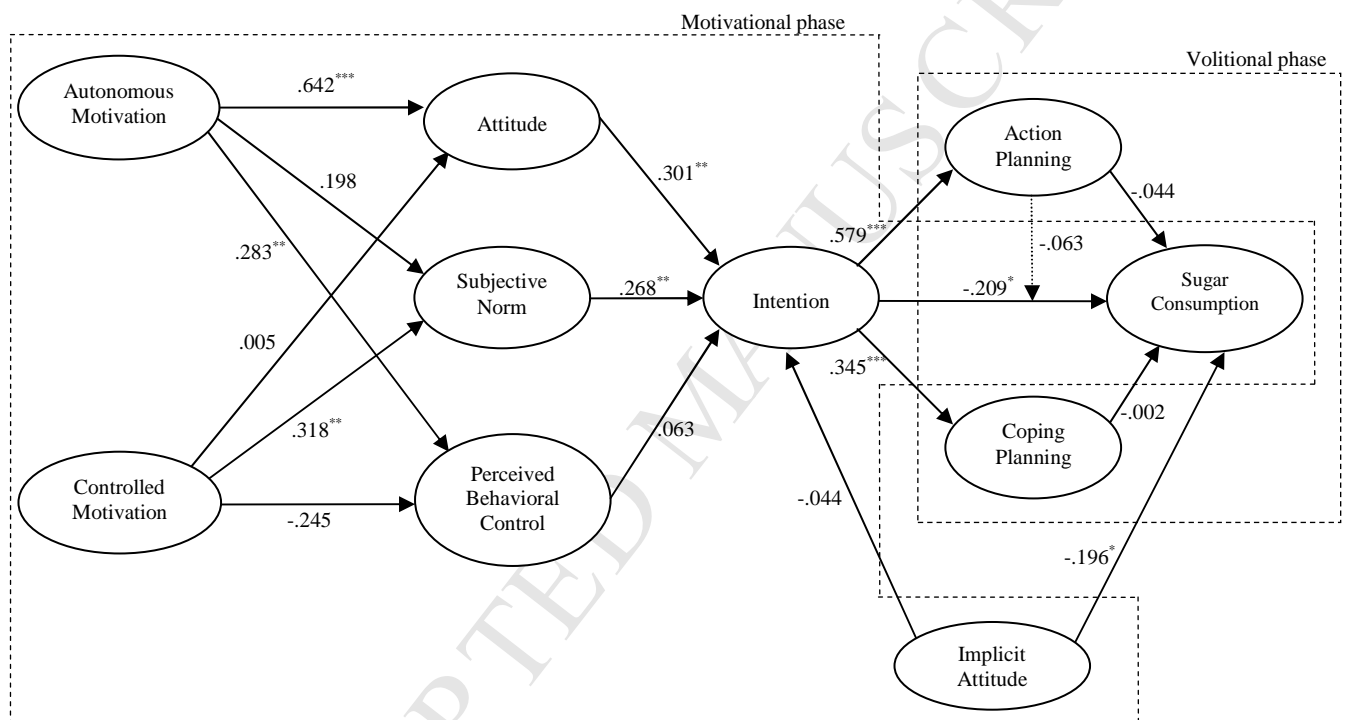 Motivational phase
Volitional phase
Autonomous
Motivation
.642***
Attitude
Action
Planning
.301**
.198
-.044
.283**
.579***
-.063
Subjective
Norm
.268**
Intention
-.209*
Sugar
Consumption
.005
.345***
-.002
.318**
.063
Coping
Planning
Controlled
Motivation
-.245
Perceived
Behavioral
Control
-.044
-.196*
Implicit
Attitude
PTED MANUSCR